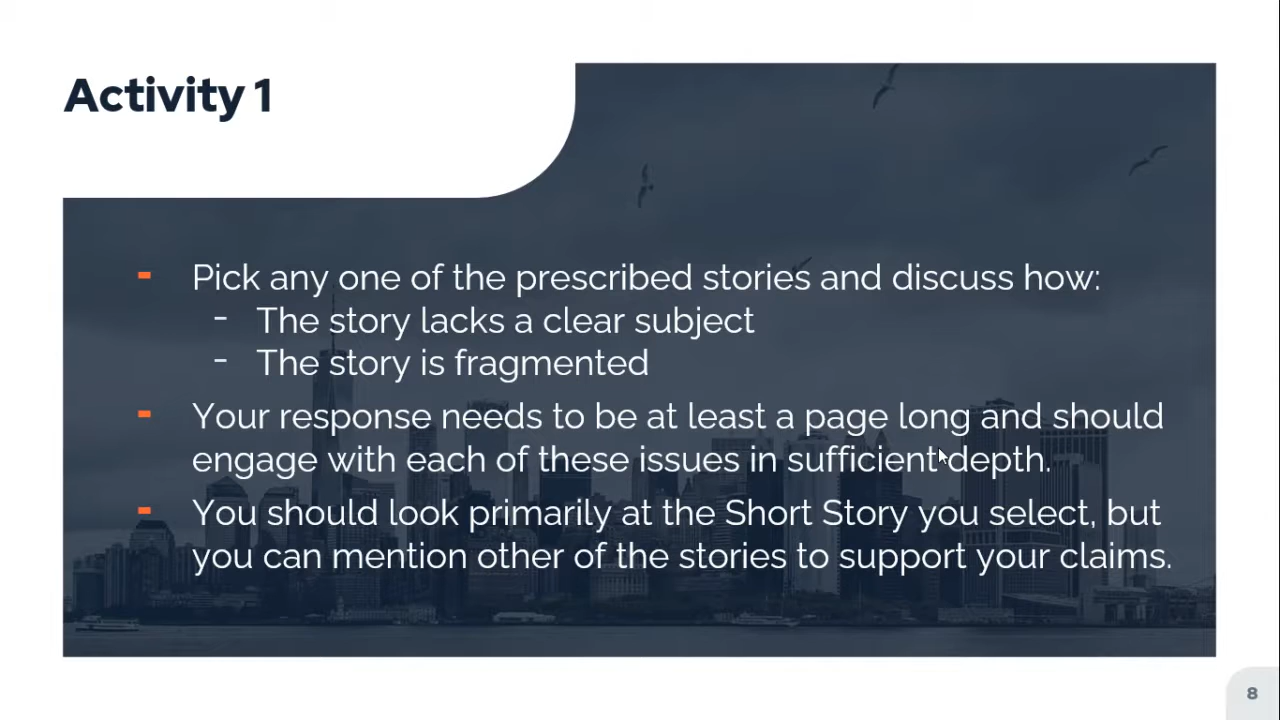 Activity 1
- Pick any one of the prescribed stories and discuss how:
- The story lacks a clear subject
- The story is fragmented
- Your response needs to be at least a page long and should
engage with each of these issues in sufficient depth.
- You should look primarily at the Short Story you select, but
you can mention other of the stories to support your claims.
8